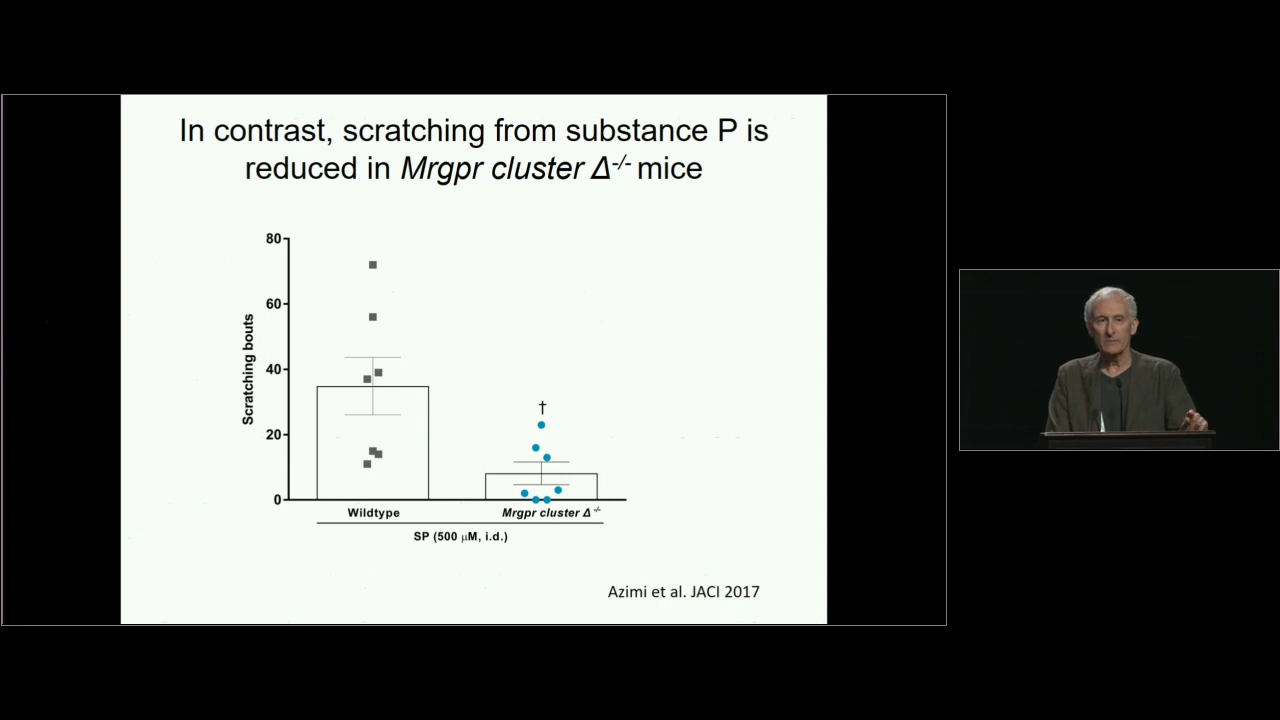 In contrast, scratching from substance P is
reduced in Mrgpr cluster Δ-/- mice
80
60
40
20
0
Scratching bouts
†
Wildtype
Mrgpr cluster Δ-/-
SP (500 μM, i.d.)
Azimi et al. JACI 2017